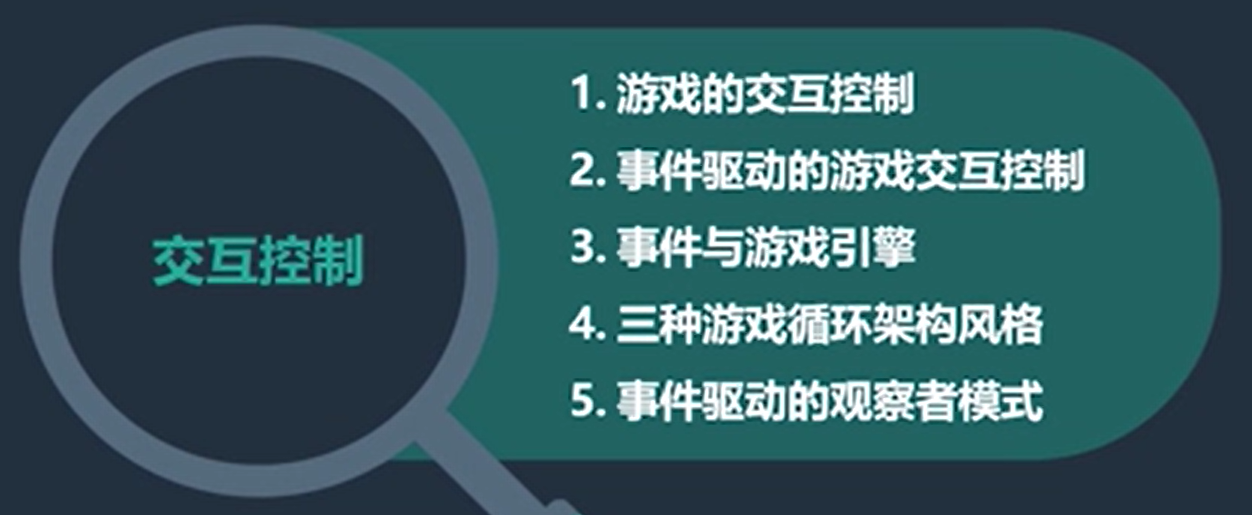 交互控制
1. 游戏的交互控制
2. 事件驱动的游戏交互控制
3. 事件与游戏引擎
4. 三种游戏循环架构风格
5. 事件驱动的观察者模式